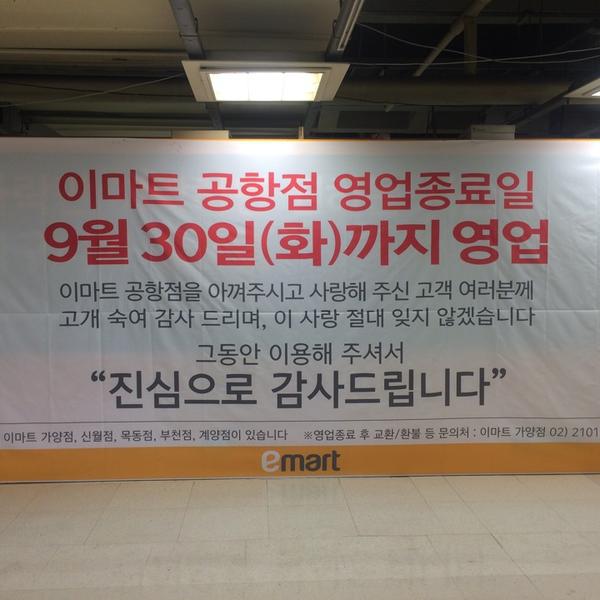 이마트 공항점 영업종료일
9월 30일(화)까지 영업
이마트 공항점을 아껴주시고 사랑해 주신 고객 여러분께
고개 숙여 감사 드리며, 이 사랑 절대 잊지 않겠습니다
그동안 이용해 주셔서
“진심으로 감사드립니다”
이마트 가양점, 신월점, 목동점, 부천점, 계양점이 있습니다 ※영업종료 후 교환/환불 등 문의처 : 이마트 가양점 02) 2101
emart